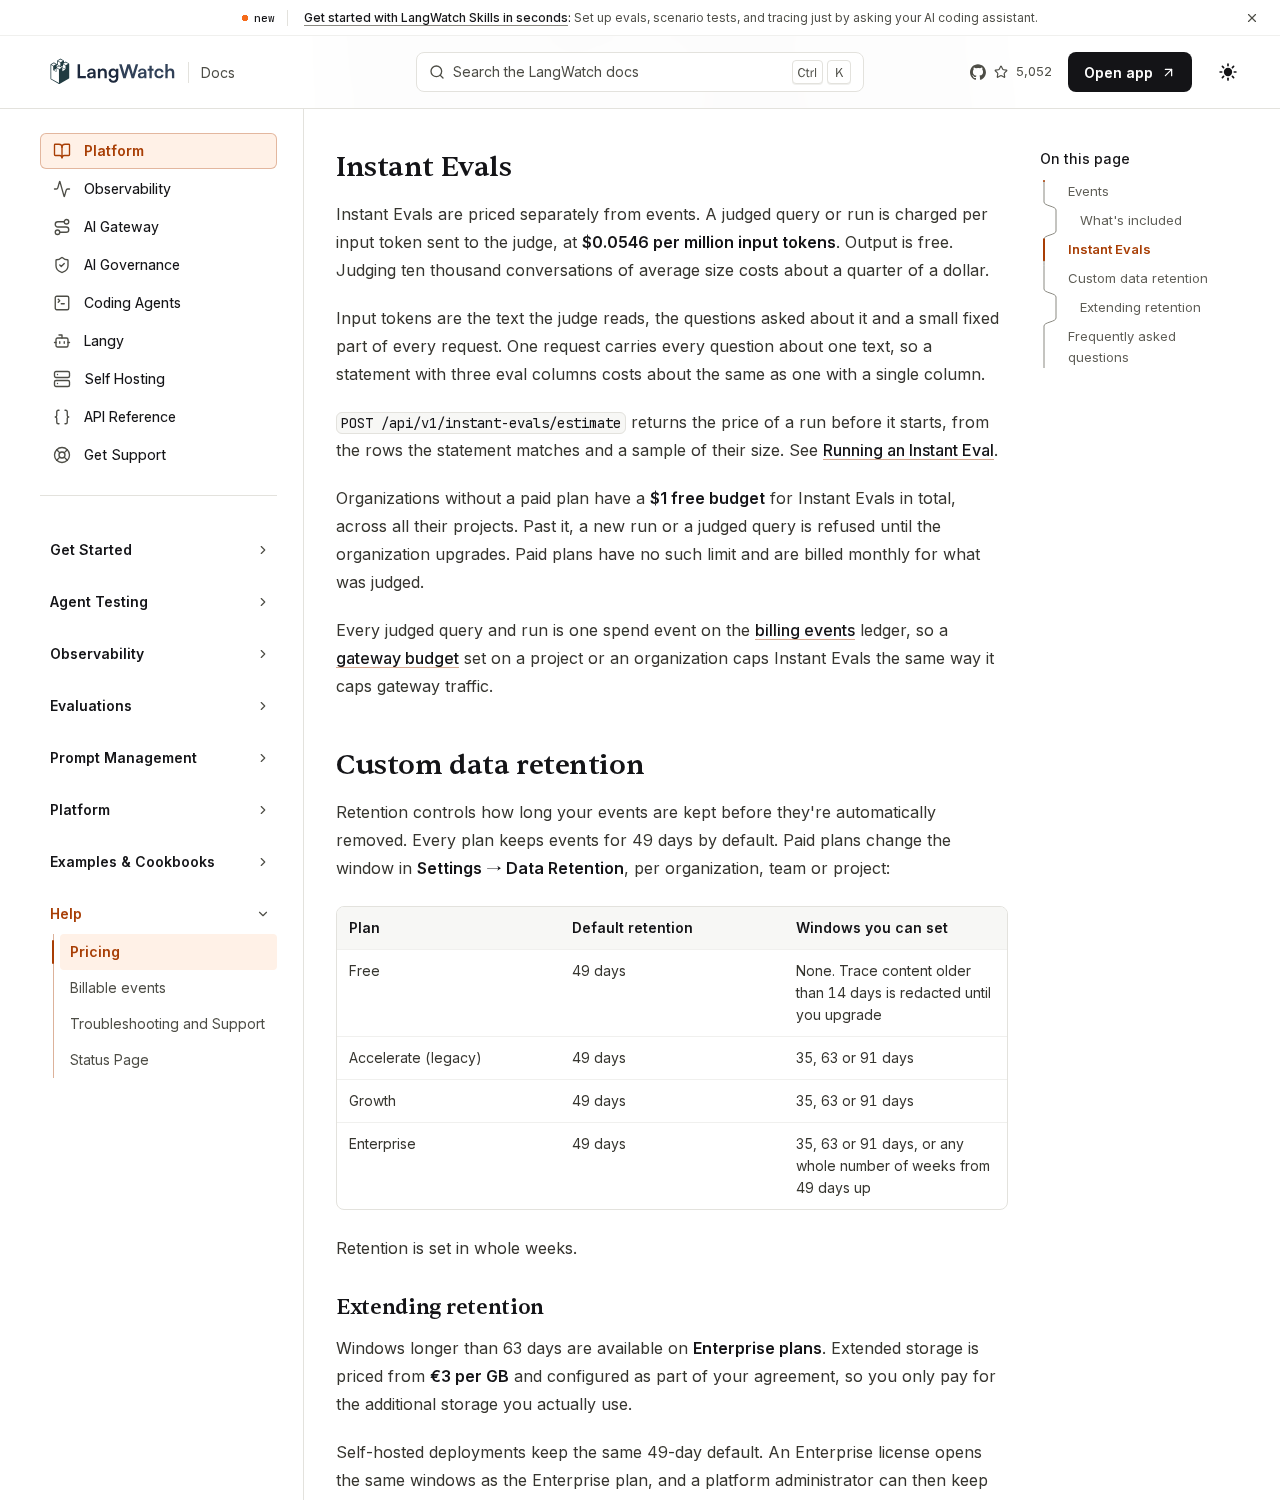 new
Get started with LangWatch Skills in seconds: Set up evals, scenario tests, and tracing just by asking your AI coding assistant.
LangWatch
Docs
Search the LangWatch docs
Ctrl K
5,052
Open app
Platform
Observability
AI Gateway
AI Governance
Coding Agents
Langy
Self Hosting
API Reference
Get Support
Get Started
Agent Testing
Observability
Evaluations
Prompt Management
Platform
Examples & Cookbooks
Help
Pricing
Billable events
Troubleshooting and Support
Status Page
Instant Evals
Instant Evals are priced separately from events. A judged query or run is charged per
input token sent to the judge, at $0.0546 per million input tokens. Output is free.
Judging ten thousand conversations of average size costs about a quarter of a dollar.
Input tokens are the text the judge reads, the questions asked about it and a small fixed
part of every request. One request carries every question about one text, so a
statement with three eval columns costs about the same as one with a single column.
POST /api/v1/instant-evals/estimate returns the price of a run before it starts, from
the rows the statement matches and a sample of their size. See Running an Instant Eval.
Organizations without a paid plan have a $1 free budget for Instant Evals in total,
across all their projects. Past it, a new run or a judged query is refused until the
organization upgrades. Paid plans have no such limit and are billed monthly for what
was judged.
Every judged query and run is one spend event on the billing events ledger, so a
gateway budget set on a project or an organization caps Instant Evals the same way it
caps gateway traffic.
Custom data retention
Retention controls how long your events are kept before they're automatically
removed. Every plan keeps events for 49 days by default. Paid plans change the
window in Settings → Data Retention, per organization, team or project:
Plan Default retention Windows you can set
Free 49 days None. Trace content older
than 14 days is redacted until
you upgrade
Accelerate (legacy) 49 days 35, 63 or 91 days
Growth 49 days 35, 63 or 91 days
Enterprise 49 days 35, 63 or 91 days, or any
whole number of weeks from
49 days up
Retention is set in whole weeks.
Extending retention
Windows longer than 63 days are available on Enterprise plans. Extended storage is
priced from €3 per GB and configured as part of your agreement, so you only pay for
the additional storage you actually use.
Self-hosted deployments keep the same 49-day default. An Enterprise license opens
the same windows as the Enterprise plan, and a platform administrator can then keep
On this page
Events
What's included
Instant Evals
Custom data retention
Extending retention
Frequently asked
questions